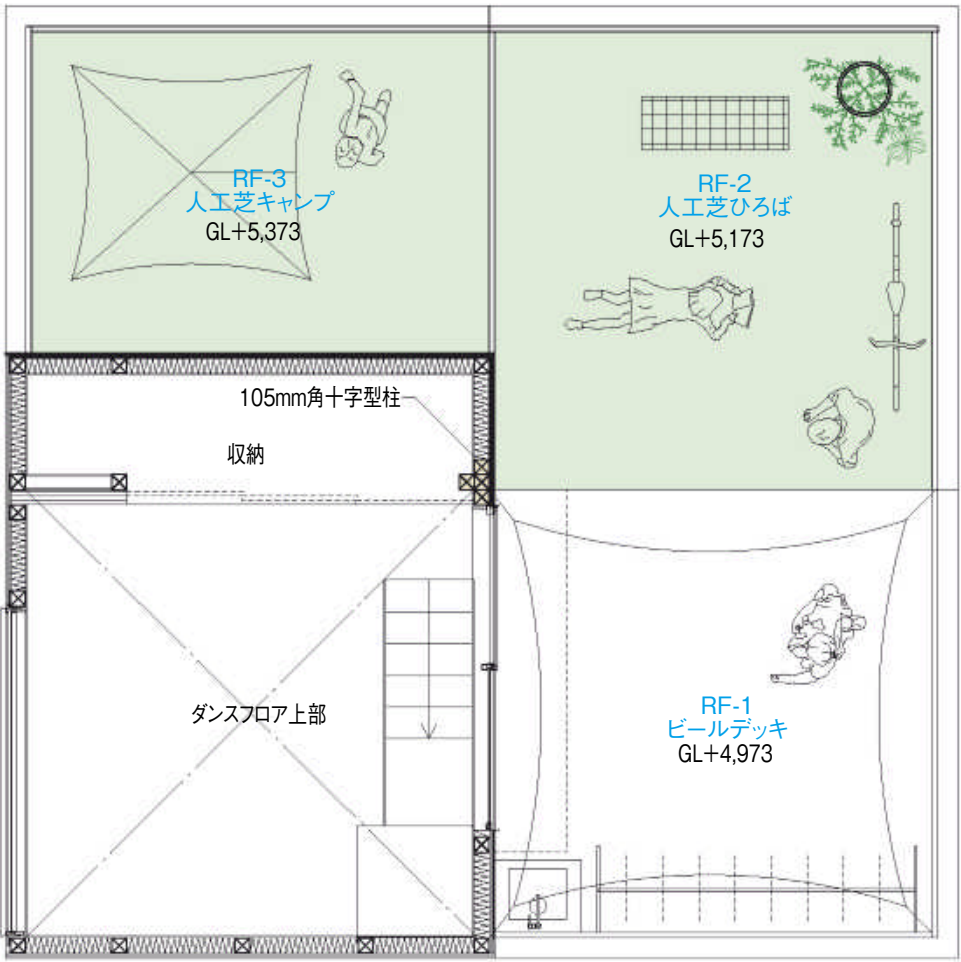 RF-3
人工芝キャンプ
GL+5,373
RF-2
人工芝ひろば
GL+5,173
105mm角十字型柱
収納
ダンスフロア上部
RF-1
ビールデッキ
GL+4,973